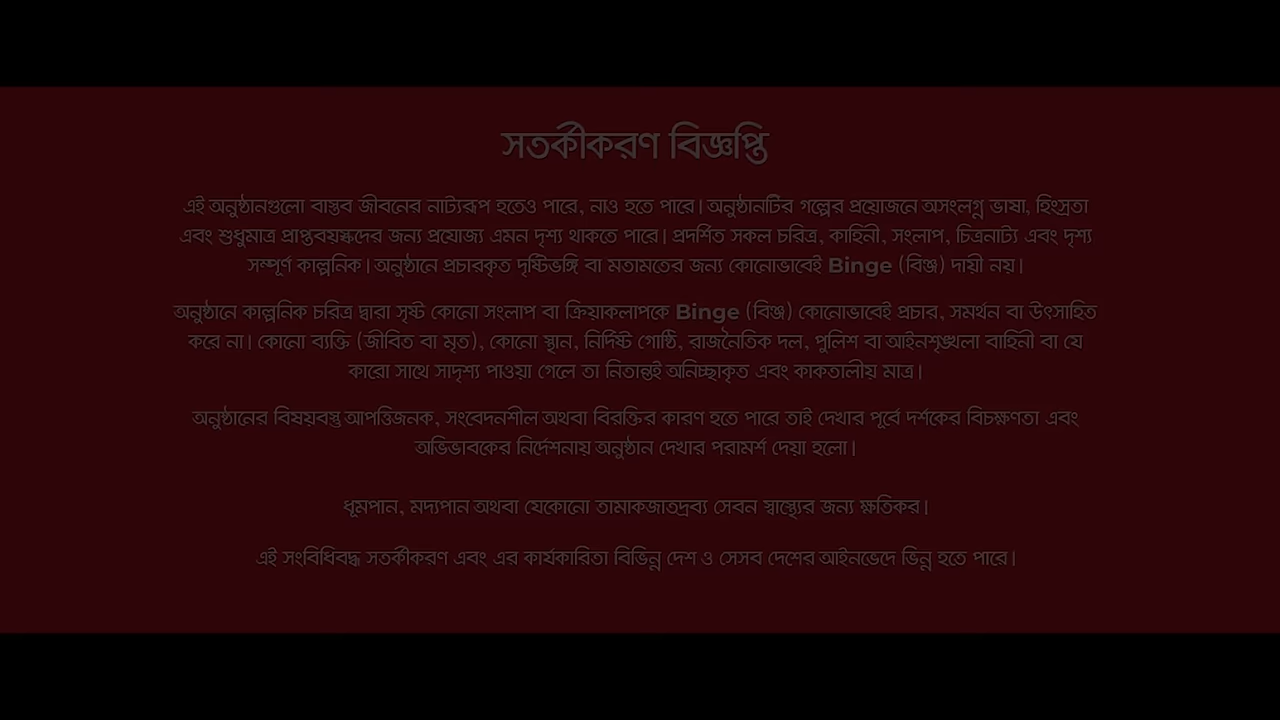 সতর্কীকরণ বিজ্ঞপ্তি
এই অনুষ্ঠানগুলো বাস্তব জীবনের নাট্যরূপ হতেও পারে, নাও হতে পারে। অনুষ্ঠানটির গল্পের প্রয়োজনে অসংলগ্ন ভাষা, হিংস্রতা
এবং শুধুমাত্র প্রাপ্তবয়স্কদের জন্য প্রযোজ্য এমন দৃশ্য থাকতে পারে। প্রদর্শিত সকল চরিত্র, কাহিনী, সংলাপ, চিত্রনাট্য এবং দৃশ্য
সম্পূর্ণ কাল্পনিক। অনুষ্ঠানে প্রচারকৃত দৃষ্টিভঙ্গি বা মতামতের জন্য কোনোভাবেই Binge (বিঞ্জ) দায়ী নয়।
অনুষ্ঠানে কাল্পনিক চরিত্র দ্বারা সৃষ্ট কোনো সংলাপ বা ক্রিয়াকলাপকে Binge (বিঞ্জ) কোনোভাবেই প্রচার, সমর্থন বা উৎসাহিত
করে না। কোনো ব্যক্তি (জীবিত বা মৃত), কোনো স্থান, নির্দিষ্ট গোষ্ঠি, রাজনৈতিক দল, পুলিশ বা আইনশৃঙ্খলা বাহিনী বা যে
কারো সাথে সাদৃশ্য পাওয়া গেলে তা নিতান্তই অনিচ্ছাকৃত এবং কাকতালীয় মাত্র।
অনুষ্ঠানের বিষয়বস্তু আপত্তিজনক, সংবেদনশীল অথবা বিরক্তির কারণ হতে পারে তাই দেখার পূর্বে দর্শকের বিচক্ষণতা এবং
অভিভাবকের নির্দেশনায় অনুষ্ঠান দেখার পরামর্শ দেয়া হলো।
ধূমপান, মদ্যপান অথবা যেকোনো তামাকজাতদ্রব্য সেবন স্বাস্থ্যের জন্য ক্ষতিকর।
এই সংবিধিবদ্ধ সতর্কীকরণ এবং এর কার্যকারিতা বিভিন্ন দেশ ও সেসব দেশের আইনভেদে ভিন্ন হতে পারে।